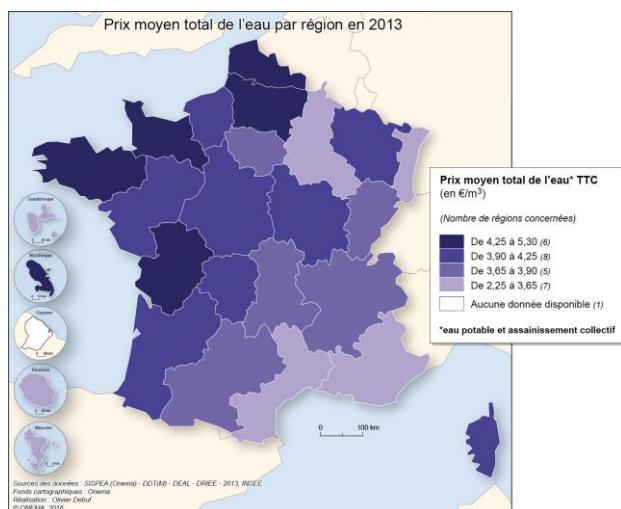 Prix moyen total de l'eau par région en 2013
Guadeloupe
Martinique
Guyane
Réunion
Mayotte
Prix moyen total de l'eau* TTC
(en €/m³)
(Nombre de régions concernées)
De 4,25 à 5,30 (6)
De 3,90 à 4,25 (8)
De 3,65 à 3,90 (5)
De 2,25 à 3,65 (7)
Aucune donnée disponible (1)
*eau potable et assainissement collectif
0 100 km
Sources des données : SISPEA (Onema) - DDT(M) - DEAL - DRIEE - 2013, INSEE
Fonds cartographiques : Onema
Réalisation : Olivier Debuf
© ONEMA, 2016